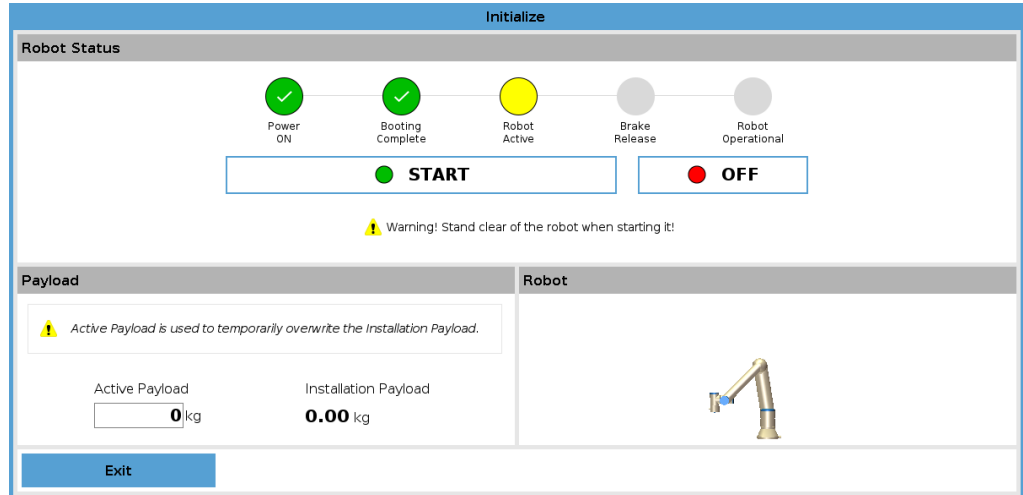 Initialize
Robot Status
Power
ON
Booting
Complete
Robot
Active
Brake
Release
Robot
Operational
START
OFF
Warning! Stand clear of the robot when starting it!
Payload
Robot
Active Payload is used to temporarily overwrite the Installation Payload.
Active Payload
Installation Payload
0 kg
0.00 kg
Exit